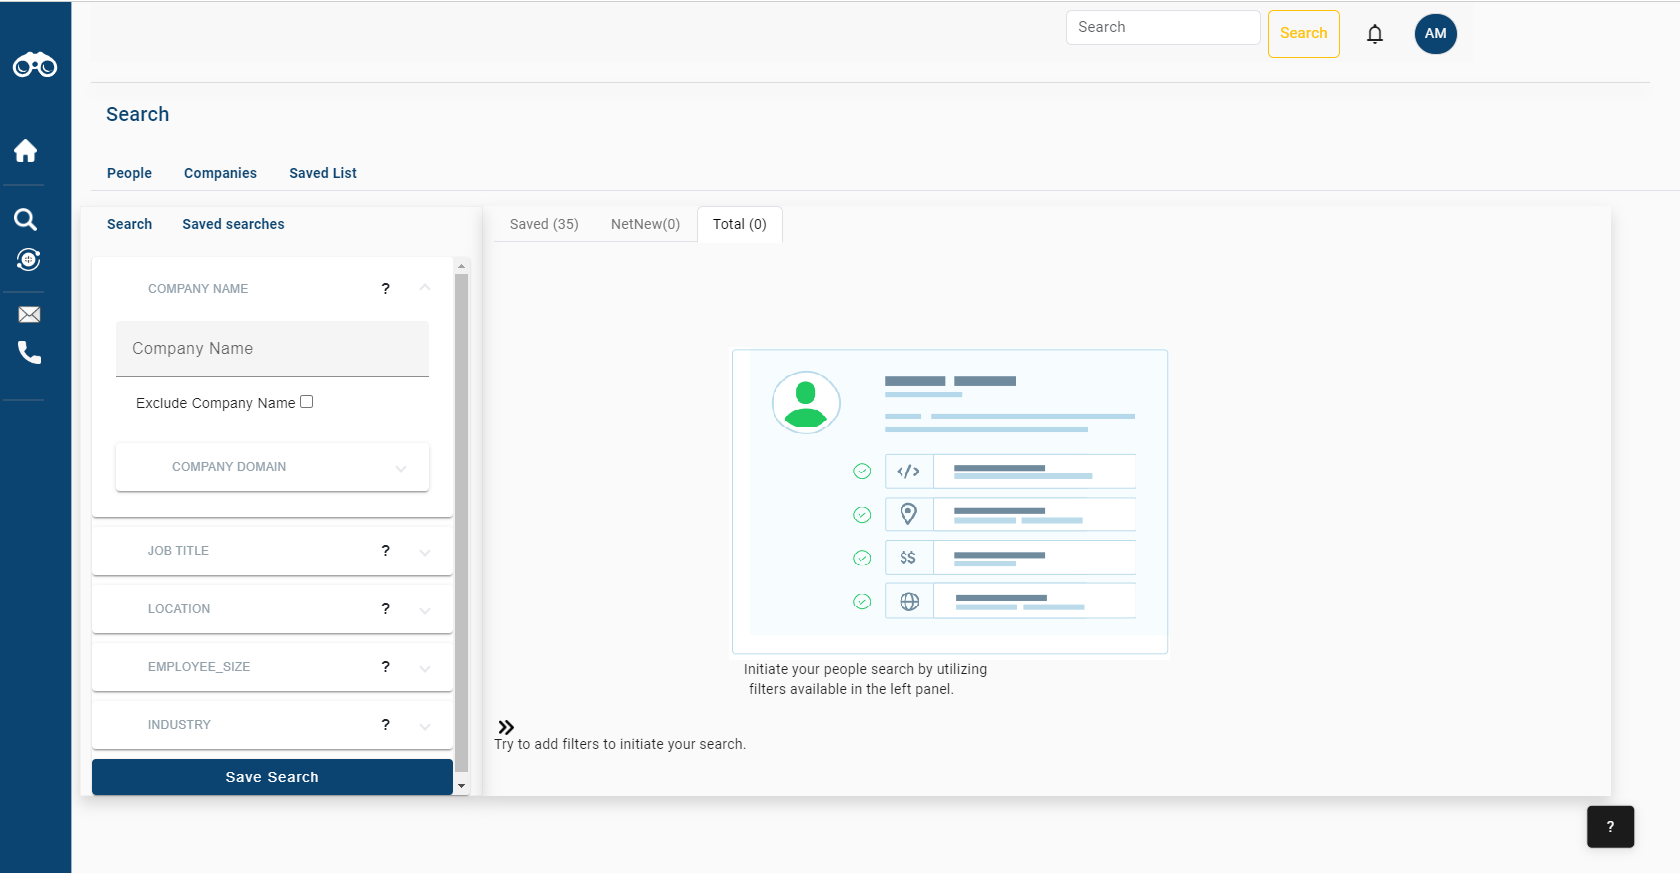 Search
Search
AM
Search
People
Companies
Saved List
Search
Saved searches
Saved (35)
NetNew(0)
Total (0)
COMPANY NAME
?
Company Name
Exclude Company Name
COMPANY DOMAIN
JOB TITLE
?
LOCATION
?
EMPLOYEE_SIZE
?
INDUSTRY
?
Save Search
</>
$$
Initiate your people search by utilizing
filters available in the left panel.
Try to add filters to initiate your search.
?